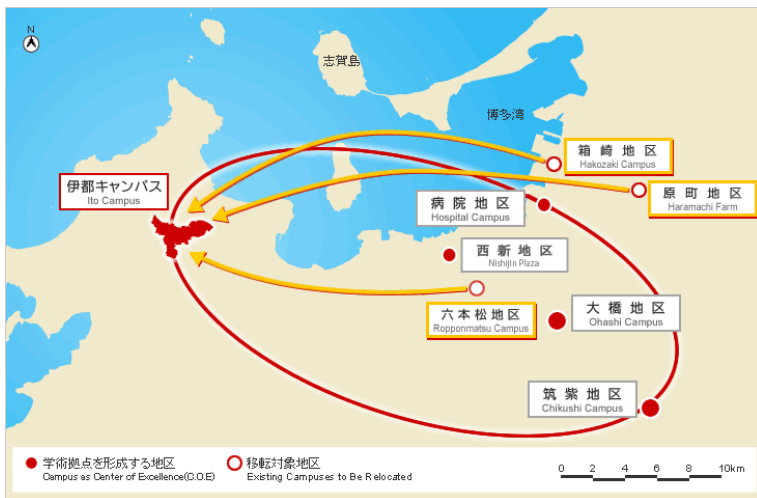 N
志賀島
博多湾
箱崎地区
Hakozaki Campus
伊都キャンパス
Ito Campus
原町地区
Haramachi Farm
病院地区
Hospital Campus
西新地区
Nishijin Plaza
六本松地区
Ropponmatsu Campus
大橋地区
Ohashi Campus
筑紫地区
Chikushi Campus
学術拠点を形成する地区
Campus as Center of Excellence(C.O.E)
移転対象地区
Existing Campuses to Be Relocated
0 2 4 6 8 10km